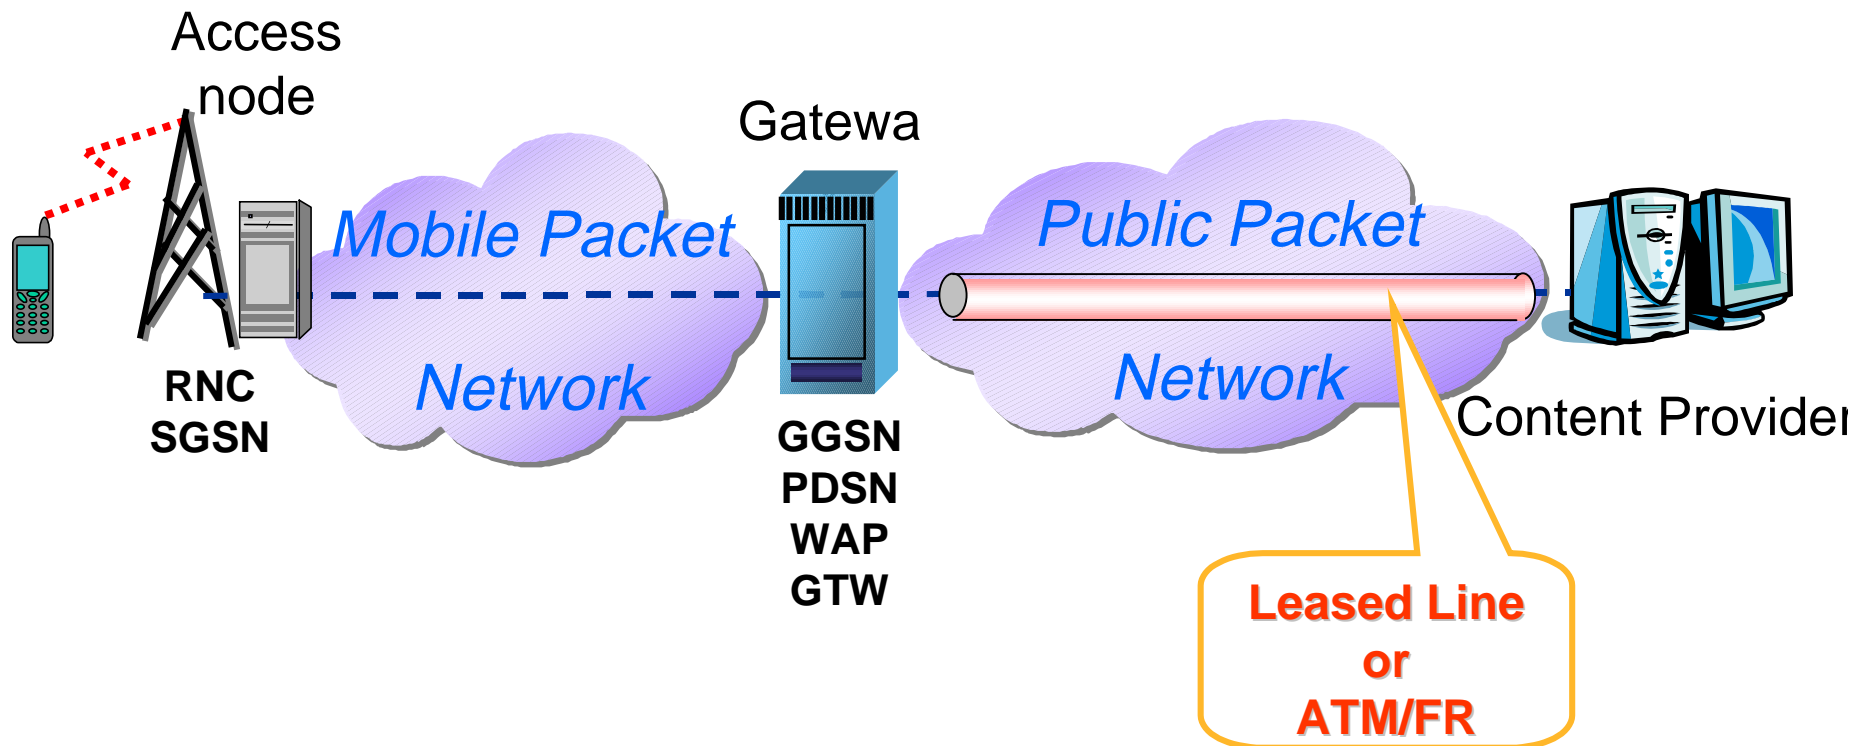 Access
node
Gatewa
Mobile Packet
Network
Public Packet
Network
RNC
SGSN
GGSN
PDSN
WAP
GTW
Content Provider
Leased Line
or
ATM/FR